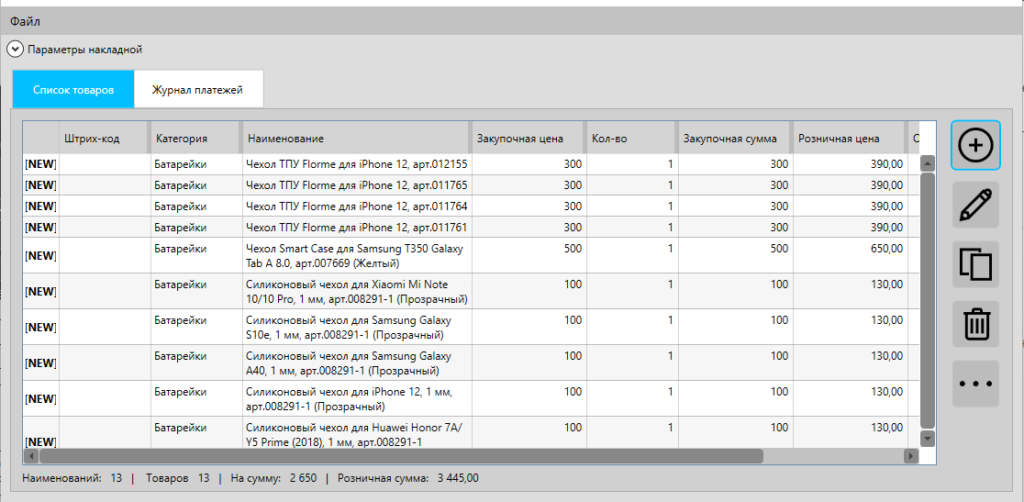 Файл
Параметры накладной
Список товаров Журнал платежей
Штрих-код Категория Наименование Закупочная цена Кол-во Закупочная сумма Розничная цена С
[NEW] Батарейки Чехол ТПУ Florme для iPhone 12, арт.012155 300 1 300 390,00
[NEW] Батарейки Чехол ТПУ Florme для iPhone 12, арт.011765 300 1 300 390,00
[NEW] Батарейки Чехол ТПУ Florme для iPhone 12, арт.011764 300 1 300 390,00
[NEW] Батарейки Чехол ТПУ Florme для iPhone 12, арт.011761 300 1 300 390,00
[NEW] Батарейки Чехол Smart Case для Samsung T350 Galaxy 500 1 500 650,00
Tab A 8.0, арт.007669 (Желтый)
[NEW] Батарейки Силиконовый чехол для Xiaomi Mi Note 100 1 100 130,00
10/10 Pro, 1 мм, арт.008291-1 (Прозрачный)
[NEW] Батарейки Силиконовый чехол для Samsung Galaxy 100 1 100 130,00
S10e, 1 мм, арт.008291-1 (Прозрачный)
[NEW] Батарейки Силиконовый чехол для Samsung Galaxy 100 1 100 130,00
A40, 1 мм, арт.008291-1 (Прозрачный)
[NEW] Батарейки Силиконовый чехол для iPhone 12, 1 мм, 100 1 100 130,00
арт.008291-1 (Прозрачный)
[NEW] Батарейки Силиконовый чехол для Huawei Honor 7A/ 100 1 100 130,00
Y5 Prime (2018), 1 мм, арт.008291-1
Наименований: 13 | Товаров 13 | На сумму: 2 650 | Розничная сумма: 3 445,00